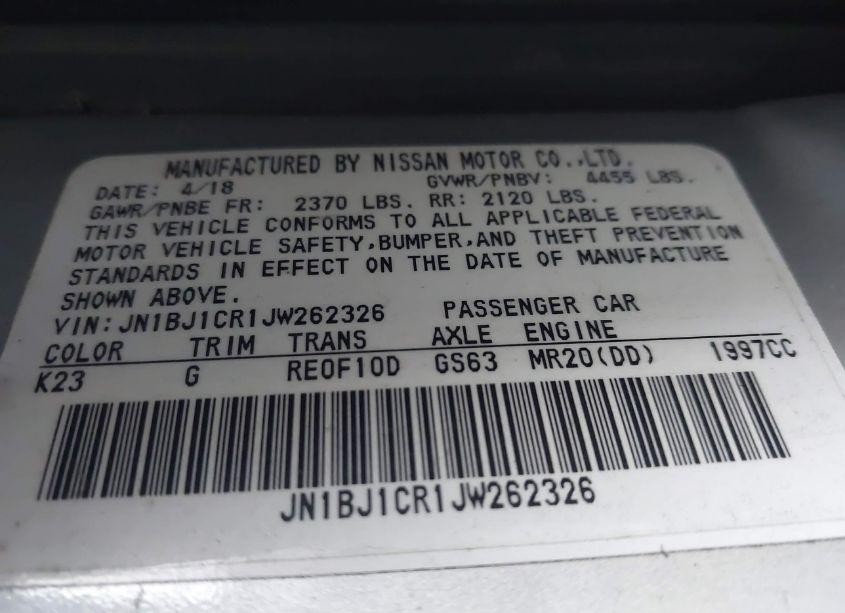 MANUFACTURED BY NISSAN MOTOR CO.,LTD.
DATE: 4/18 GVWR/PNBV: 4455 LBS.
GAWR/PNBE FR: 2370 LBS. RR: 2120 LBS.
THIS VEHICLE CONFORMS TO ALL APPLICABLE FEDERAL
MOTOR VEHICLE SAFETY,BUMPER,AND THEFT PREVENTION
STANDARDS IN EFFECT ON THE DATE OF MANUFACTURE
SHOWN ABOVE.
VIN:JN1BJ1CR1JW262326 PASSENGER CAR
COLOR TRIM TRANS AXLE ENGINE
K23 G RE0F10D GS63 MR20(DD) 1997CC
JN1BJ1CR1JW262326